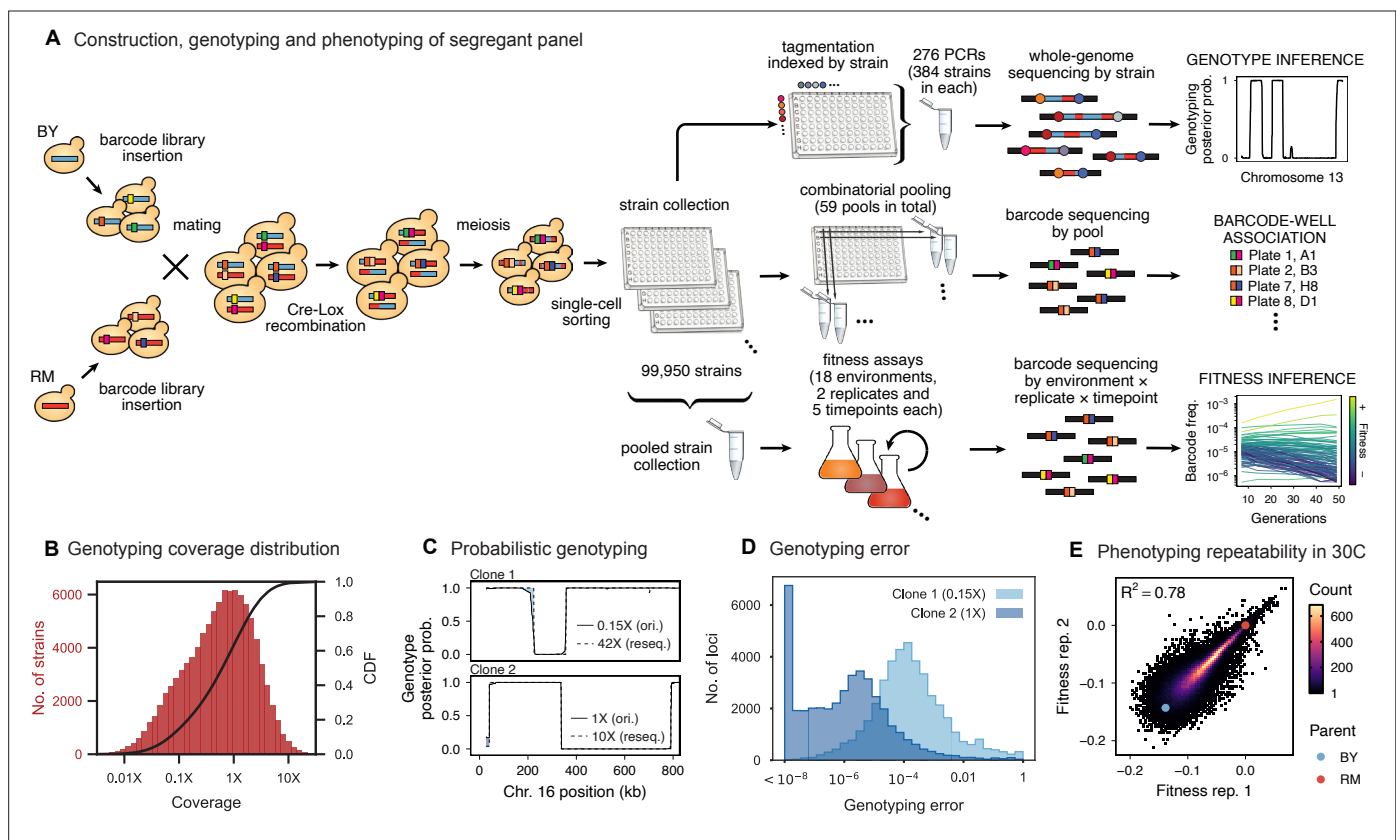 A Construction, genotyping and phenotyping of segregant panel
BY
barcode library
insertion
mating
RM
barcode library
insertion
Cre-Lox
recombination
meiosis
single-cell
sorting
strain collection
99,950 strains
pooled strain
collection
tagmentation
indexed by strain
276 PCRs
(384 strains
in each)
whole-genome
sequencing by strain
GENOTYPE INFERENCE
Genotyping
posterior prob.
1
0
Chromosome 13
combinatorial pooling
(59 pools in total)
barcode sequencing
by pool
BARCODE-WELL
ASSOCIATION
Plate 1, A1
Plate 2, B3
Plate 7, H8
Plate 8, D1
fitness assays
(18 environments,
2 replicates and
5 timepoints each)
barcode sequencing
by environment ×
replicate × timepoint
FITNESS INFERENCE
Barcode freq.
10⁻³
10⁻⁴
10⁻⁵
10⁻⁶
10 20 30 40 50
Generations
+
Fitness
−
B Genotyping coverage distribution
No. of strains
6000
4000
2000
0
1.0
0.8
0.6
0.4
0.2
0.0
CDF
0.01X 0.1X 1X 10X
Coverage
C Probabilistic genotyping
Clone 1
1.0
0.5
0.0
0.15X (ori.)
42X (reseq.)
Clone 2
1.0
0.5
0.0
1X (ori.)
10X (reseq.)
Genotype
posterior prob.
0 200 400 600 800
Chr. 16 position (kb)
D Genotyping error
No. of loci
6000
4000
2000
0
Clone 1 (0.15X)
Clone 2 (1X)
<10⁻⁸ 10⁻⁶ 10⁻⁴ 0.01 1
Genotyping error
E Phenotyping repeatability in 30C
R² = 0.78
Fitness rep. 2
0.0
−0.1
−0.2
−0.2 −0.1 0.0
Fitness rep. 1
Count
600
400
200
1
Parent
BY
RM